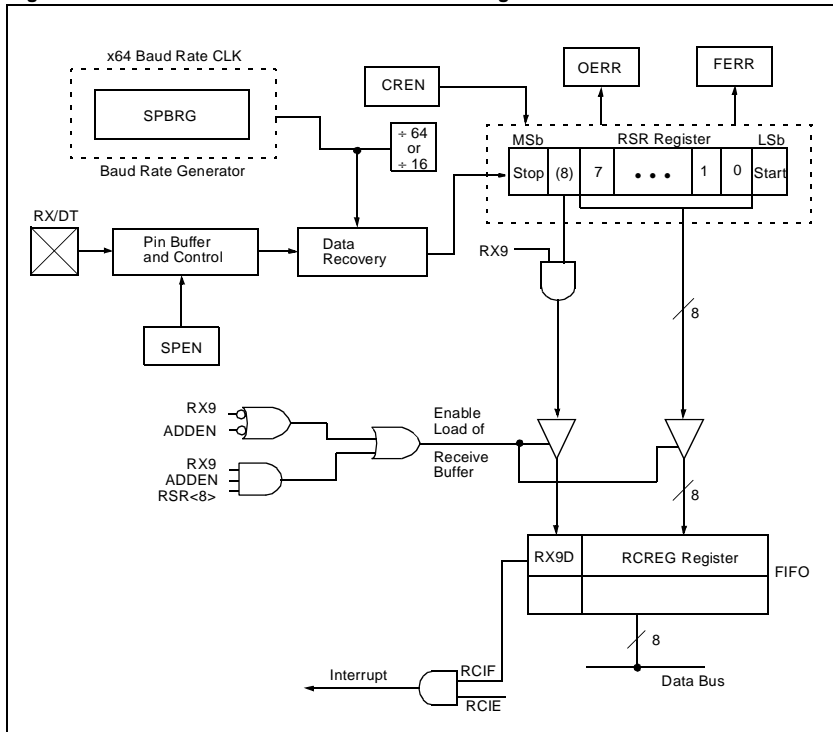 x64 Baud Rate CLK
SPBRG
Baud Rate Generator
CREN
OERR
FERR
÷ 64
or
÷ 16
MSb
RSR Register
LSb
Stop
(8)
7
• • •
1
0
Start
RX/DT
Pin Buffer
and Control
Data
Recovery
SPEN
RX9
8
RX9
ADDEN
RX9
ADDEN
RSR<8>
Enable
Load of
Receive
Buffer
8
RX9D
RCREG Register
FIFO
8
Data Bus
Interrupt
RCIF
RCIE